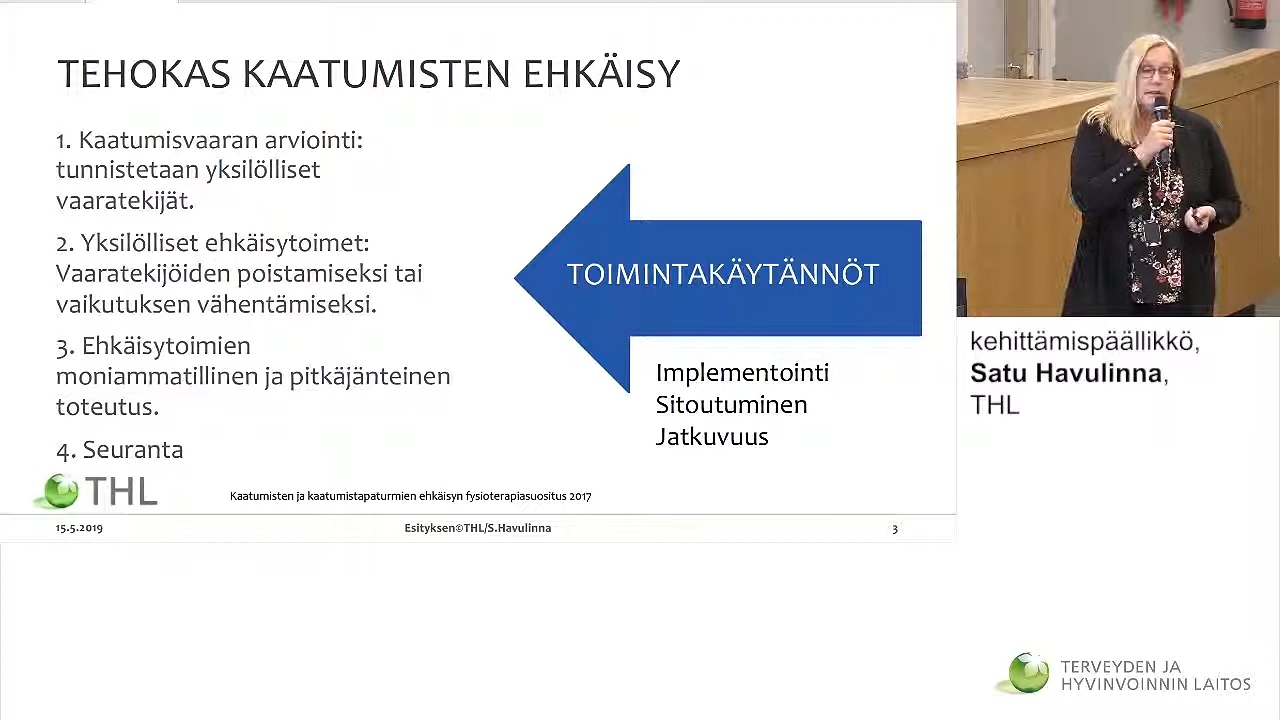 TEHOKAS KAATUMISTEN EHKÄISY
1. Kaatumisvaaran arviointi:
tunnistetaan yksilölliset
vaaratekijät.
2. Yksilölliset ehkäisytoimet:
Vaaratekijöiden poistamiseksi tai
vaikutuksen vähentämiseksi.
3. Ehkäisytoimien
moniammatillinen ja pitkäjänteinen
toteutus.
4. Seuranta
TOIMINTAKÄYTÄNNÖT
Implementointi
Sitoutuminen
Jatkuvuus
THL
Kaatumisten ja kaatumistapaturmien ehkäisyn fysioterapiasuositus 2017
15.5.2019
Esityksen©THL/S.Havulinna
3
kehittämispäällikkö,
Satu Havulinna,
THL
TERVEYDEN JA
HYVINVOINNIN LAITOS